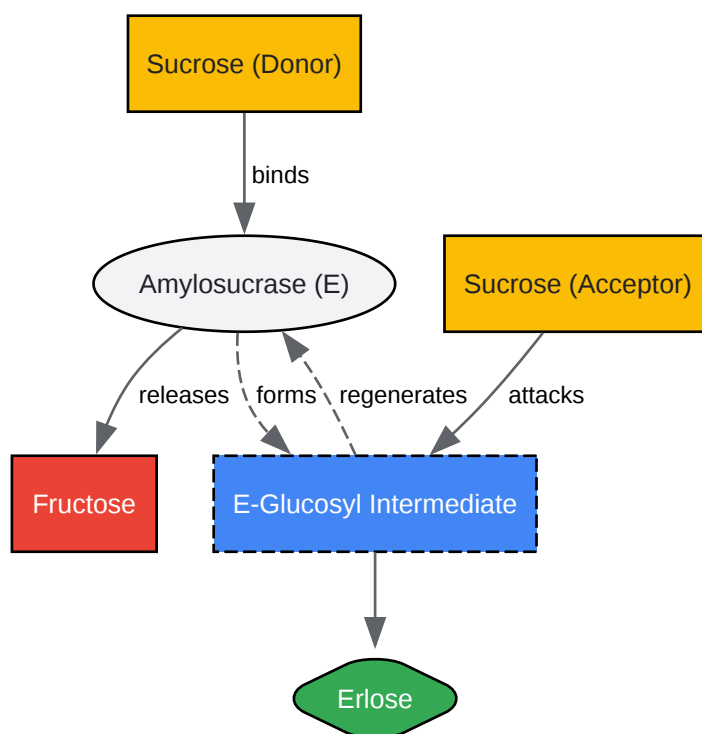 Sucrose (Donor)
binds
Amylosucrase (E)
Sucrose (Acceptor)
releases
forms
regenerates
attacks
Fructose
E-Glucosyl Intermediate
Erlose